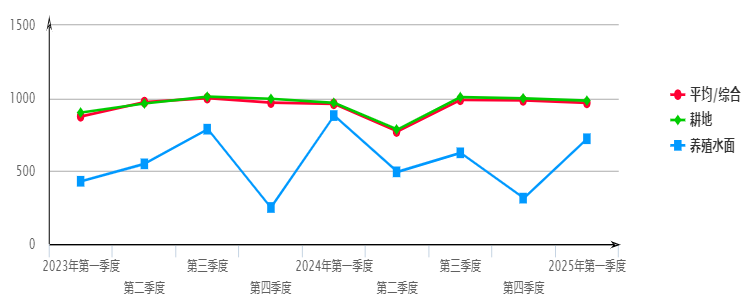 1500
1000
500
0
2023年第一季度
第二季度
第三季度
第四季度
2024年第一季度
第二季度
第三季度
第四季度
2025年第一季度
平均/综合
耕地
养殖水面